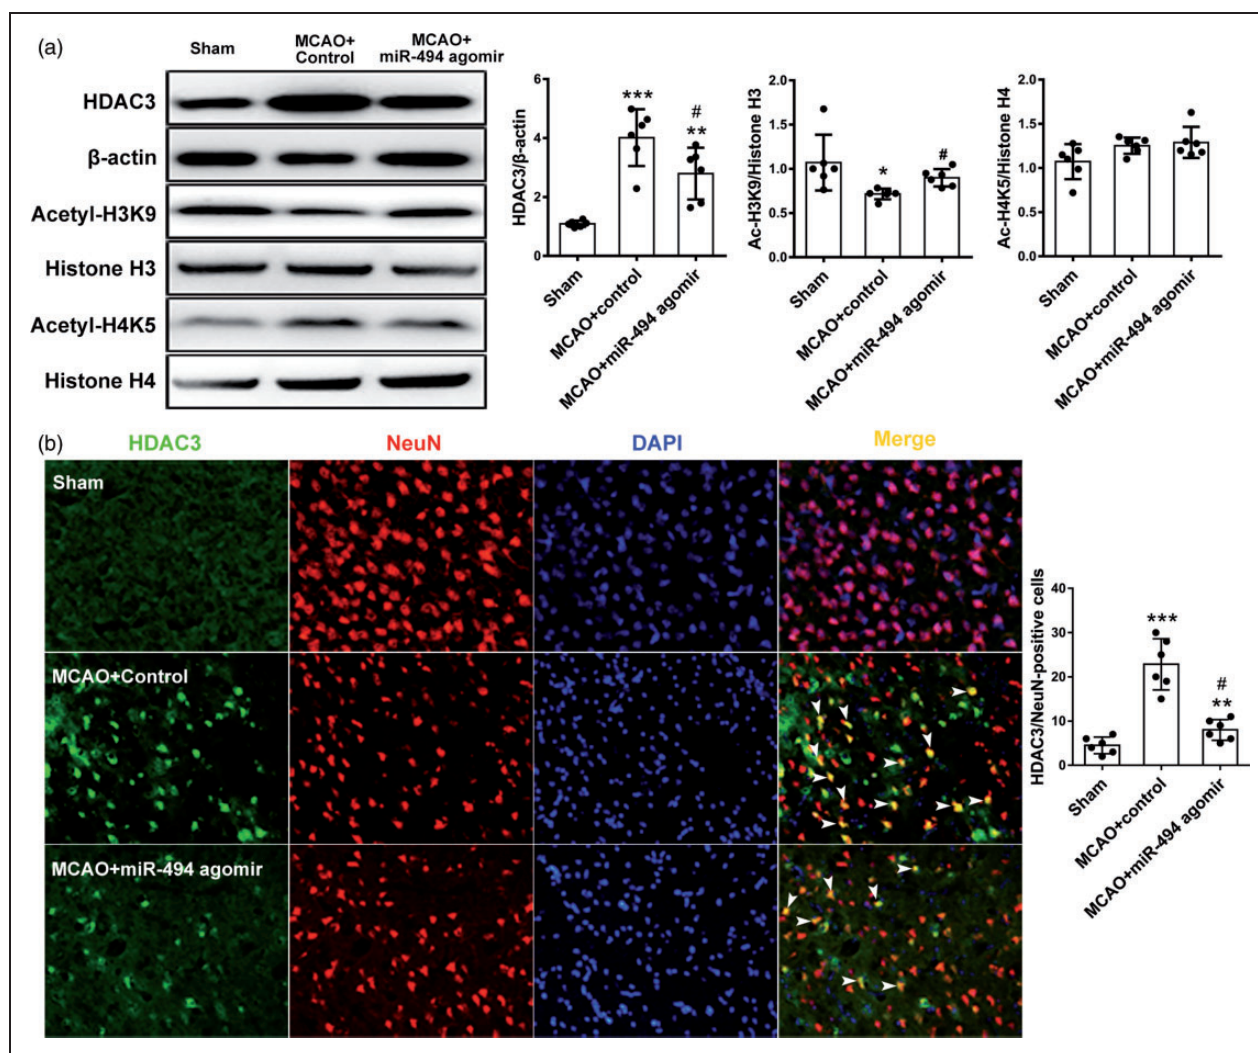 (a)
Sham
MCAO+
Control
MCAO+
miR-494 agomir
HDAC3
β-actin
Acetyl-H3K9
Histone H3
Acetyl-H4K5
Histone H4
HDAC3/β-actin
6
4
2
0
***
#
**
Sham
MCAO+control
MCAO+miR-494 agomir
Ac-H3K9/Histone H3
2.0
1.5
1.0
0.5
0.0
*
#
Sham
MCAO+control
MCAO+miR-494 agomir
Ac-H4K5/Histone H4
2.0
1.5
1.0
0.5
0.0
Sham
MCAO+control
MCAO+miR-494 agomir
(b)
HDAC3
NeuN
DAPI
Merge
Sham
MCAO+Control
MCAO+miR-494 agomir
HDAC3/NeuN-positive cells
40
30
20
10
0
***
#
**
Sham
MCAO+control
MCAO+miR-494 agomir